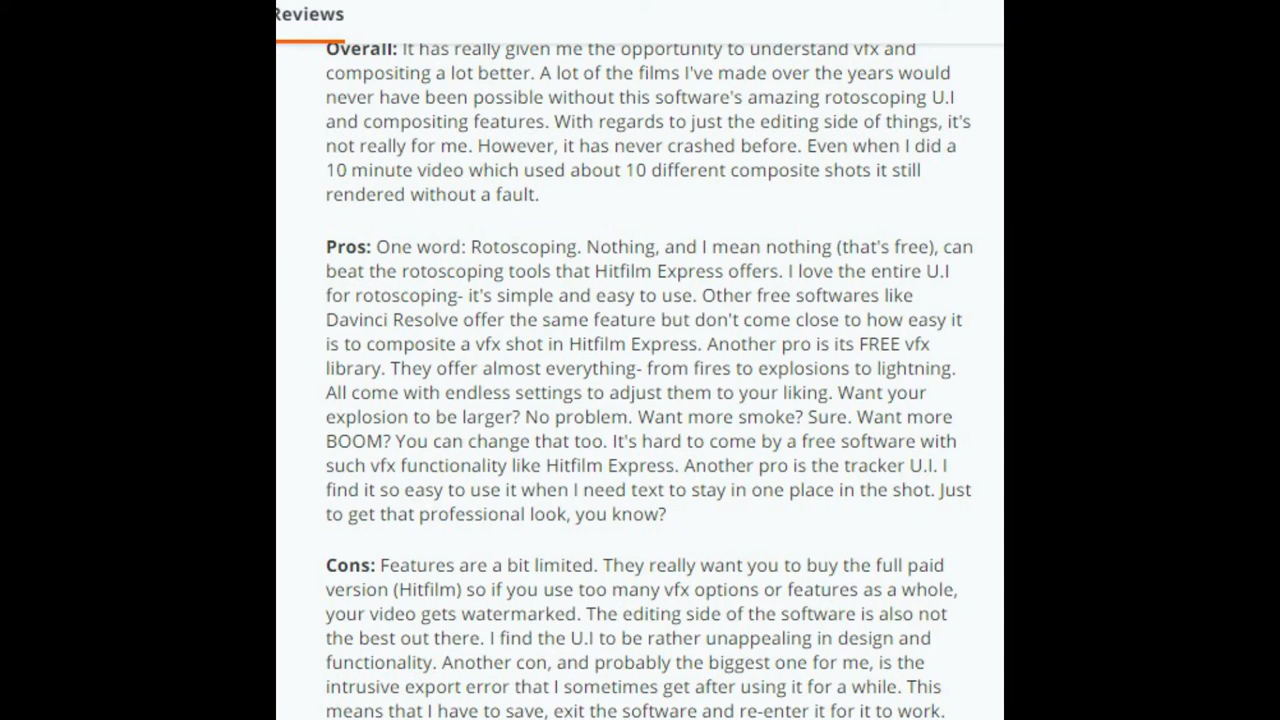 Reviews
Overall: It has really given me the opportunity to understand vfx and
compositing a lot better. A lot of the films I've made over the years would
never have been possible without this software's amazing rotoscoping U.I
and compositing features. With regards to just the editing side of things, it's
not really for me. However, it has never crashed before. Even when I did a
10 minute video which used about 10 different composite shots it still
rendered without a fault.
Pros: One word: Rotoscoping. Nothing, and I mean nothing (that's free), can
beat the rotoscoping tools that Hitfilm Express offers. I love the entire U.I
for rotoscoping- it's simple and easy to use. Other free softwares like
Davinci Resolve offer the same feature but don't come close to how easy it
is to composite a vfx shot in Hitfilm Express. Another pro is its FREE vfx
library. They offer almost everything- from fires to explosions to lightning.
All come with endless settings to adjust them to your liking. Want your
explosion to be larger? No problem. Want more smoke? Sure. Want more
BOOM? You can change that too. It's hard to come by a free software with
such vfx functionality like Hitfilm Express. Another pro is the tracker U.I. I
find it so easy to use it when I need text to stay in one place in the shot. Just
to get that professional look, you know?
Cons: Features are a bit limited. They really want you to buy the full paid
version (Hitfilm) so if you use too many vfx options or features as a whole,
your video gets watermarked. The editing side of the software is also not
the best out there. I find the U.I to be rather unappealing in design and
functionality. Another con, and probably the biggest one for me, is the
intrusive export error that I sometimes get after using it for a while. This
means that I have to save, exit the software and re-enter it for it to work.